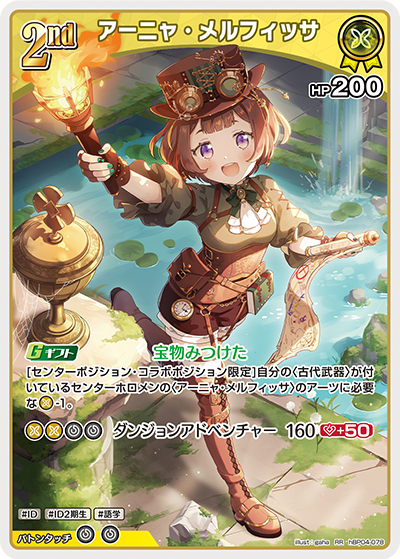 2nd アーニャ・メルフィッサ
HP200
Gギフト 宝物みつけた
[センターポジション・コラボポジション限定]自分の〈古代武器〉が付
いているセンターホロメンの〈アーニャ・メルフィッサ〉のアーツに必要
な -1。
ダンジョンアドベンチャー 160 +50
#ID #ID2期生 #語学
バトンタッチ
illust gaha RR hBP04-078